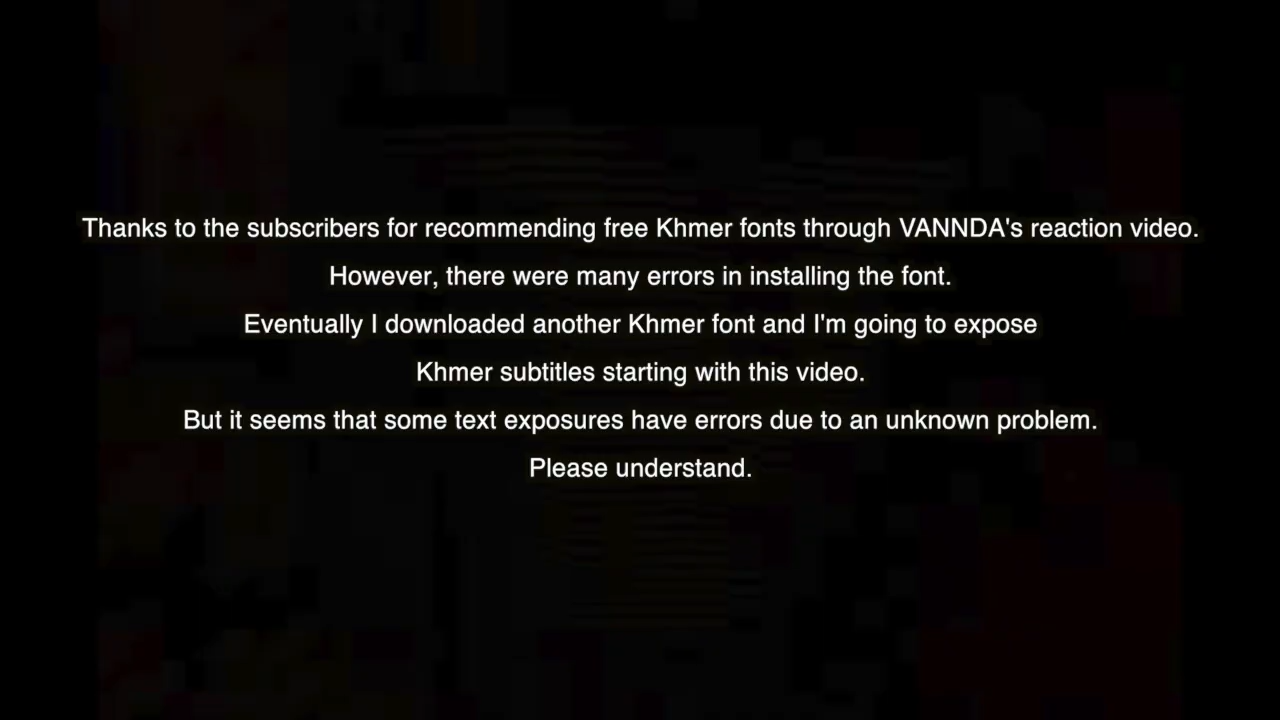 Thanks to the subscribers for recommending free Khmer fonts through VANNDA's reaction video.
However, there were many errors in installing the font.
Eventually I downloaded another Khmer font and I'm going to expose
Khmer subtitles starting with this video.
But it seems that some text exposures have errors due to an unknown problem.
Please understand.